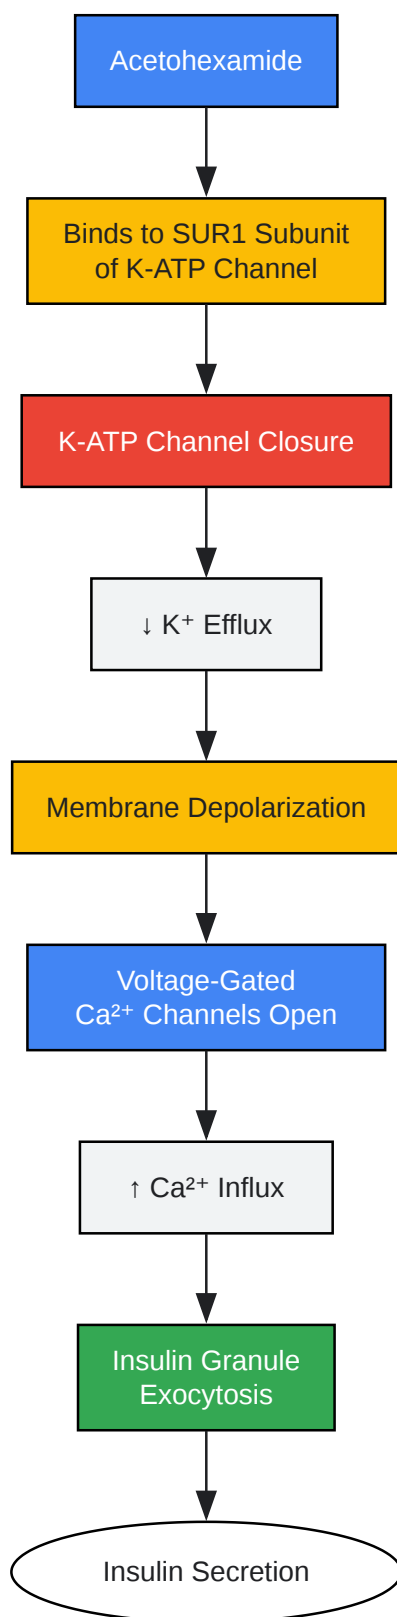 Acetohexamide
Binds to SUR1 Subunit
of K-ATP Channel
K-ATP Channel Closure
↓ K⁺ Efflux
Membrane Depolarization
Voltage-Gated
Ca²⁺ Channels Open
↑ Ca²⁺ Influx
Insulin Granule
Exocytosis
Insulin Secretion